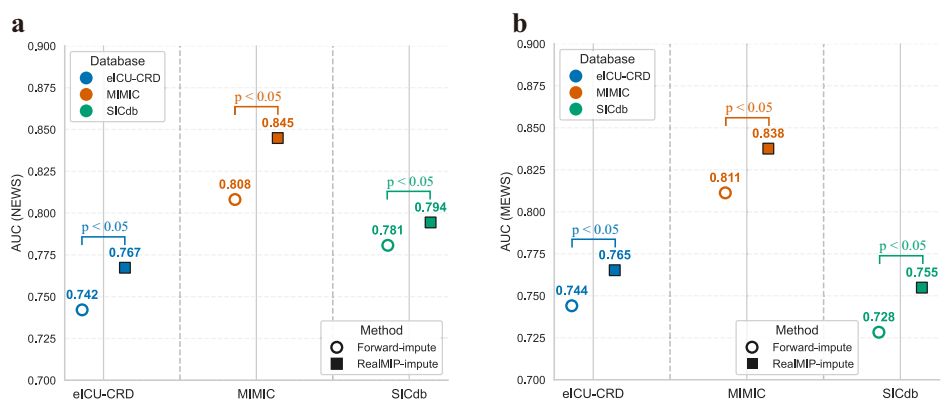 a
AUC (NEWS)
0.900
0.875
0.850
0.825
0.800
0.775
0.750
0.725
0.700
Database
eICU-CRD
MIMIC
SICdb
p < 0.05
0.767
0.742
p < 0.05
0.845
0.808
p < 0.05
0.794
0.781
Method
Forward-impute
RealMIP-impute
eICU-CRD
MIMIC
SICdb
b
AUC (MEWS)
0.900
0.875
0.850
0.825
0.800
0.775
0.750
0.725
0.700
Database
eICU-CRD
MIMIC
SICdb
p < 0.05
0.765
0.744
p < 0.05
0.838
0.811
p < 0.05
0.755
0.728
Method
Forward-impute
RealMIP-impute
eICU-CRD
MIMIC
SICdb